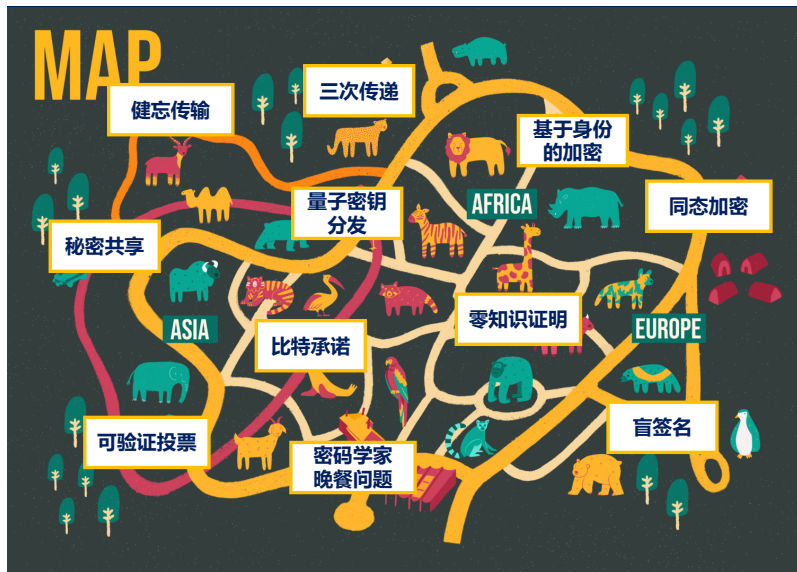 MAP
健忘传输
三次传递
基于身份
的加密
量子密钥
分发
AFRICA
同态加密
秘密共享
ASIA
比特承诺
零知识证明
EUROPE
可验证投票
密码学家
晚餐问题
盲签名